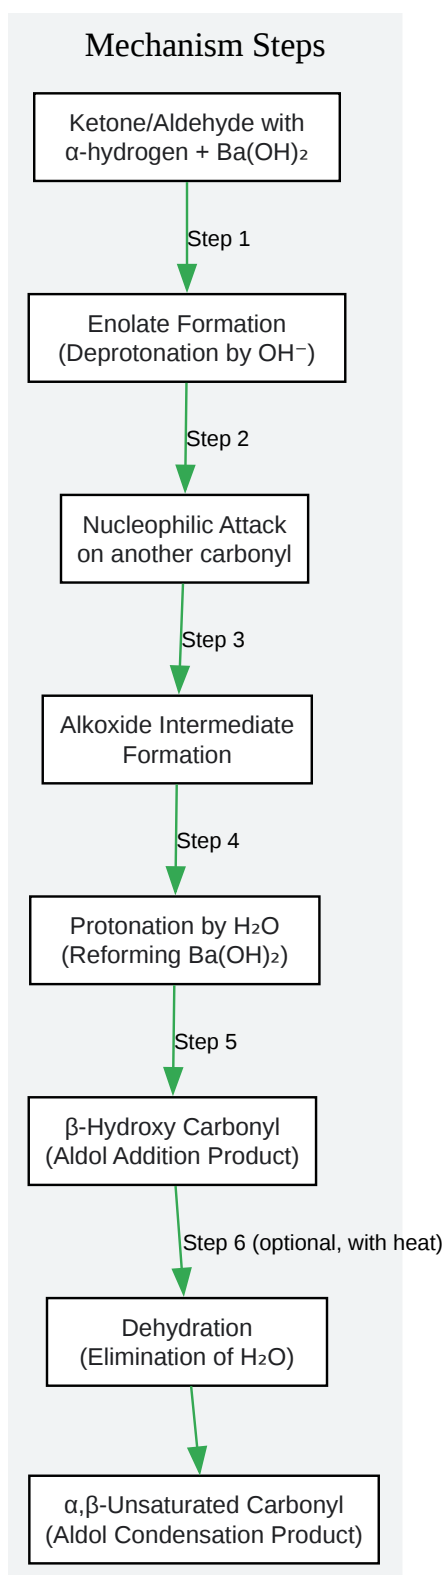 Mechanism Steps
Ketone/Aldehyde with
α-hydrogen + Ba(OH)₂
Step 1
Enolate Formation
(Deprotonation by OH⁻)
Step 2
Nucleophilic Attack
on another carbonyl
Step 3
Alkoxide Intermediate
Formation
Step 4
Protonation by H₂O
(Reforming Ba(OH)₂)
Step 5
β-Hydroxy Carbonyl
(Aldol Addition Product)
Step 6 (optional, with heat)
Dehydration
(Elimination of H₂O)
α,β-Unsaturated Carbonyl
(Aldol Condensation Product)